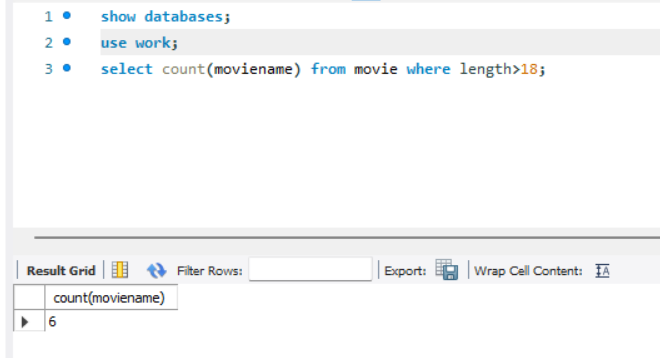 1 show databases;
2 use work;
3 select count(moviename) from movie where length>18;
Result Grid Filter Rows: Export: Wrap Cell Content: IA
count(moviename)
6